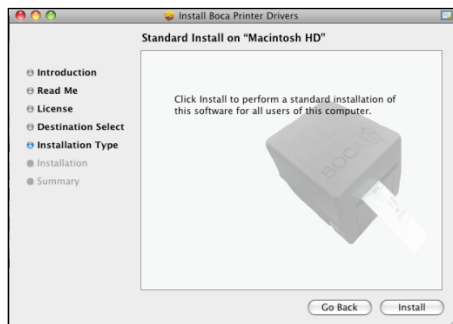 Install Boca Printer Drivers
Standard Install on “Macintosh HD”
Introduction
Read Me
License
Destination Select
Installation Type
Installation
Summary
Click Install to perform a standard installation of
this software for all users of this computer.
BOCA
Go Back
Install